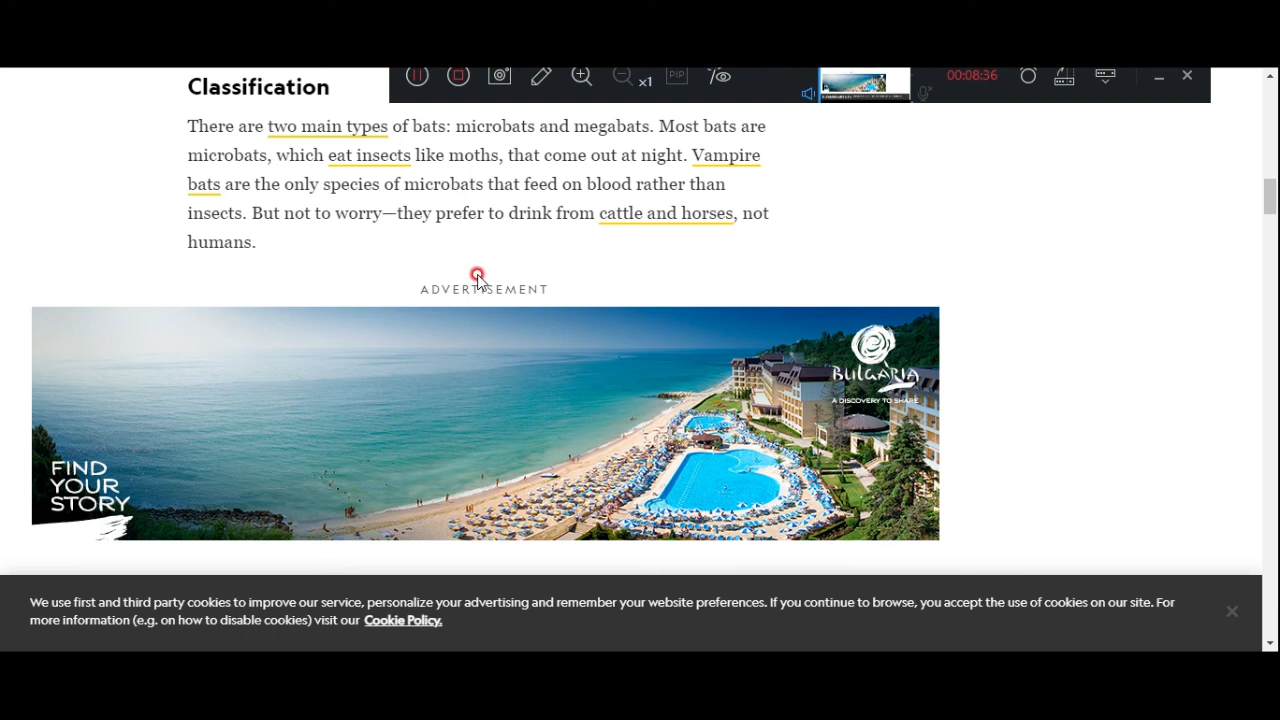 Classification
x1
PIP
00:08:36
There are two main types of bats: microbats and megabats. Most bats are
microbats, which eat insects like moths, that come out at night. Vampire
bats are the only species of microbats that feed on blood rather than
insects. But not to worry—they prefer to drink from cattle and horses, not
humans.
ADVERTISEMENT
BULGARIA
A DISCOVERY TO SHARE
FIND
YOUR
STORY
We use first and third party cookies to improve our service, personalize your advertising and remember your website preferences. If you continue to browse, you accept the use of cookies on our site. For
more information (e.g. on how to disable cookies) visit our Cookie Policy.